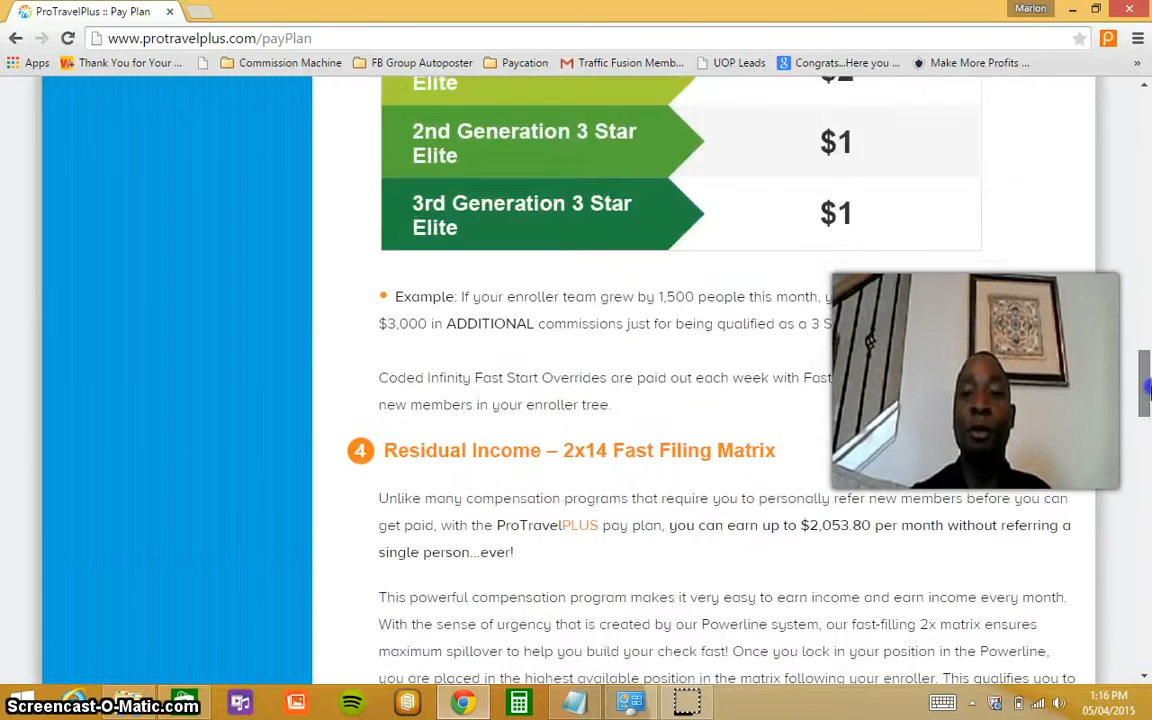 ProTravelPlus :: Pay Plan
Marlon
www.protravelplus.com/payPlan
Apps
Thank You for Your ...
Commission Machine
FB Group Autoposter
Paycation
Traffic Fusion Memb...
UOP Leads
Congrats...Here you ...
Make More Profits ...
»
Elite
$2
2nd Generation 3 Star
Elite
$1
3rd Generation 3 Star
Elite
$1
Example: If your enroller team grew by 1,500 people this month,
$3,000 in ADDITIONAL commissions just for being qualified as a 3
Coded Infinity Fast Start Overrides are paid out each week with Fast
new members in your enroller tree.
4 Residual Income – 2x14 Fast Filing Matrix
Unlike many compensation programs that require you to personally refer new members before you can
get paid, with the ProTravelPLUS pay plan, you can earn up to $2,053.80 per month without referring a
single person...ever!
This powerful compensation program makes it very easy to earn income and earn income every month.
With the sense of urgency that is created by our Powerline system, our fast-filling 2x matrix ensures
maximum spillover to help you build your check fast! Once you lock in your position in the Powerline,
you are placed in the highest available position in the matrix following your enroller. This qualifies you to
Screencast-O-Matic.com
1:16 PM
05/04/2015